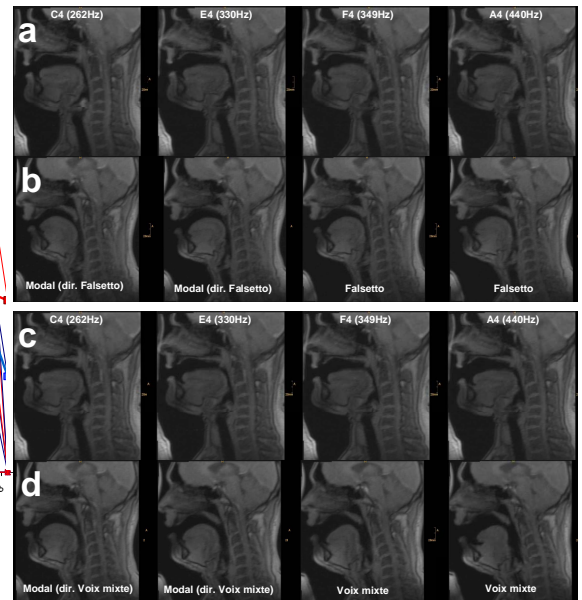 a
C4 (262Hz) E4 (330Hz) F4 (349Hz) A4 (440Hz)
b
Modal (dir. Falsetto) Modal (dir. Falsetto) Falsetto Falsetto
c
C4 (262Hz) E4 (330Hz) F4 (349Hz) A4 (440Hz)
d
Modal (dir. Voix mixte) Modal (dir. Voix mixte) Voix mixte Voix mixte